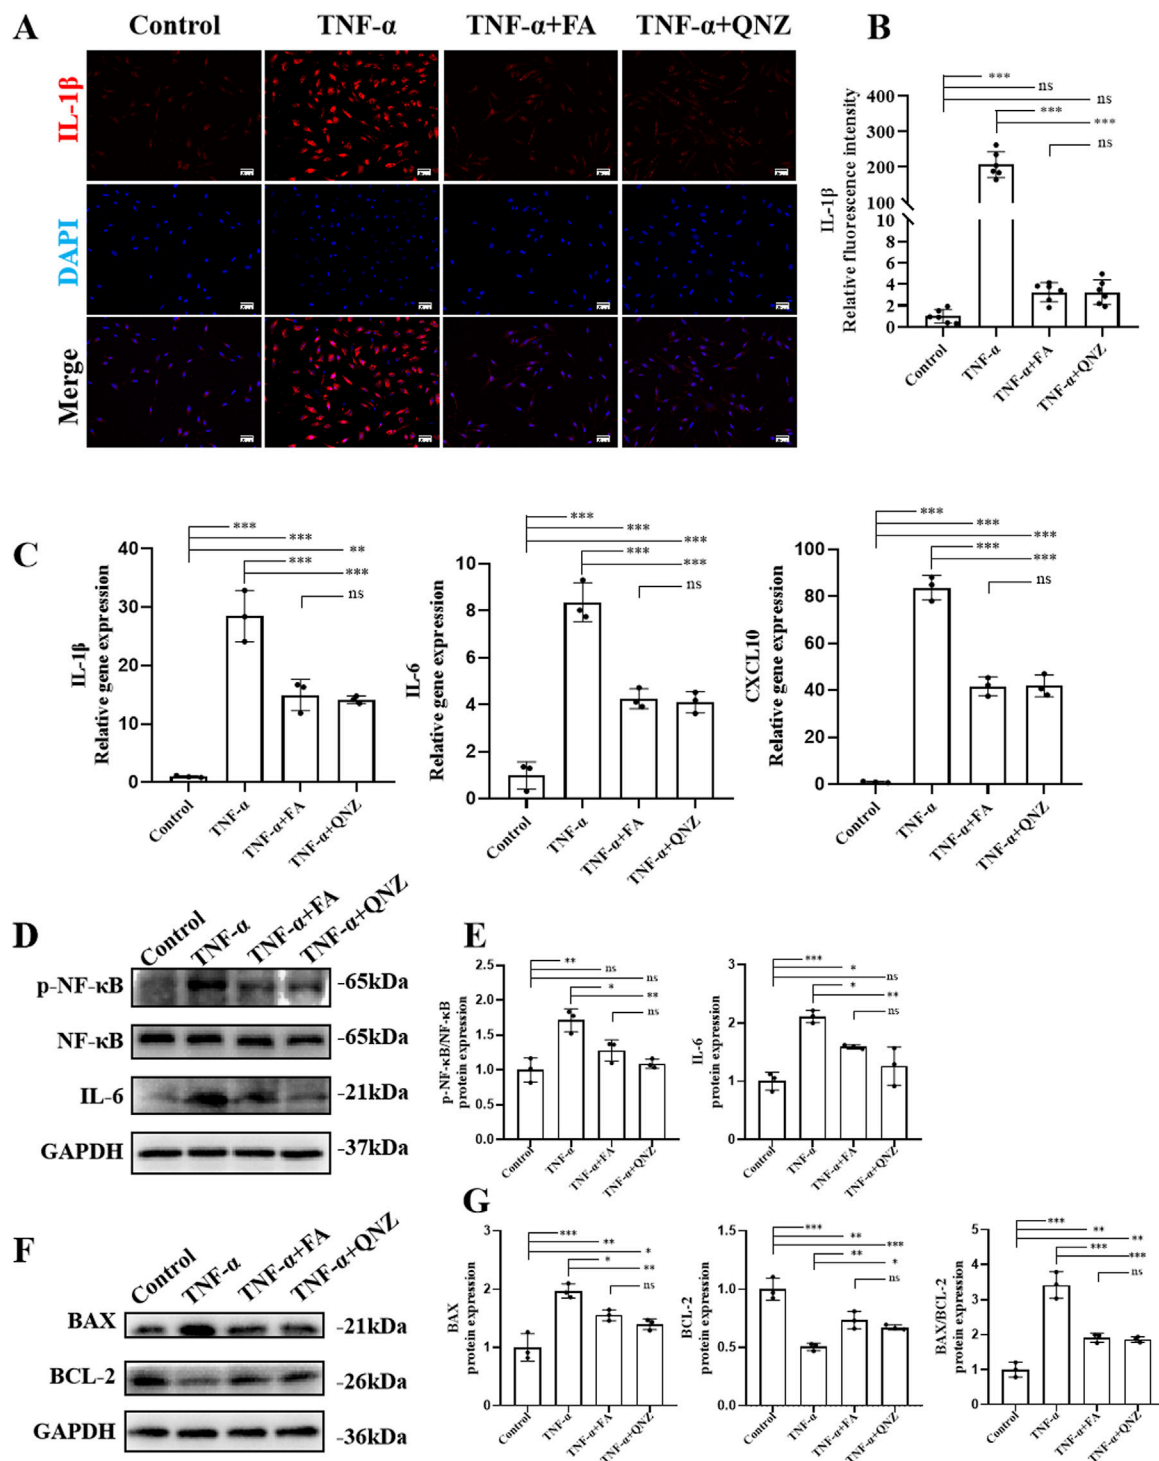 A
Control
TNF-α
TNF-α+FA
TNF-α+QNZ
IL-1β
DAPI
Merge
B
IL-1β
Relative fluorescence intensity
***
ns
ns
***
***
ns
400
300
200
100
10
8
6
4
2
0
Control
TNF-α
TNF-α+FA
TNF-α+QNZ
C
IL-1β
Relative gene expression
***
***
**
***
***
ns
40
30
20
10
0
Control
TNF-α
TNF-α+FA
TNF-α+QNZ
IL-6
Relative gene expression
***
***
***
***
***
ns
10
8
6
4
2
0
Control
TNF-α
TNF-α+FA
TNF-α+QNZ
CXCL10
Relative gene expression
***
***
***
***
***
ns
100
80
60
40
20
0
Control
TNF-α
TNF-α+FA
TNF-α+QNZ
D
Control
TNF-α
TNF-α+FA
TNF-α+QNZ
p-NF-κB
-65kDa
NF-κB
-65kDa
IL-6
-21kDa
GAPDH
-37kDa
E
p-NF-κB/NF-κB
protein expression
**
ns
ns
*
**
ns
2.5
2.0
1.5
1.0
0.5
0.0
Control
TNF-α
TNF-α+FA
TNF-α+QNZ
IL-6
protein expression
***
*
ns
*
**
ns
3
2
1
0
Control
TNF-α
TNF-α+FA
TNF-α+QNZ
F
Control
TNF-α
TNF-α+FA
TNF-α+QNZ
BAX
-21kDa
BCL-2
-26kDa
GAPDH
-36kDa
G
BAX
protein expression
***
**
*
*
**
ns
3
2
1
0
Control
TNF-α
TNF-α+FA
TNF-α+QNZ
BCL-2
protein expression
***
**
***
**
*
ns
1.5
1.0
0.5
0.0
Control
TNF-α
TNF-α+FA
TNF-α+QNZ
BAX/BCL-2
protein expression
***
**
**
***
***
ns
5
4
3
2
1
0
Control
TNF-α
TNF-α+FA
TNF-α+QNZ